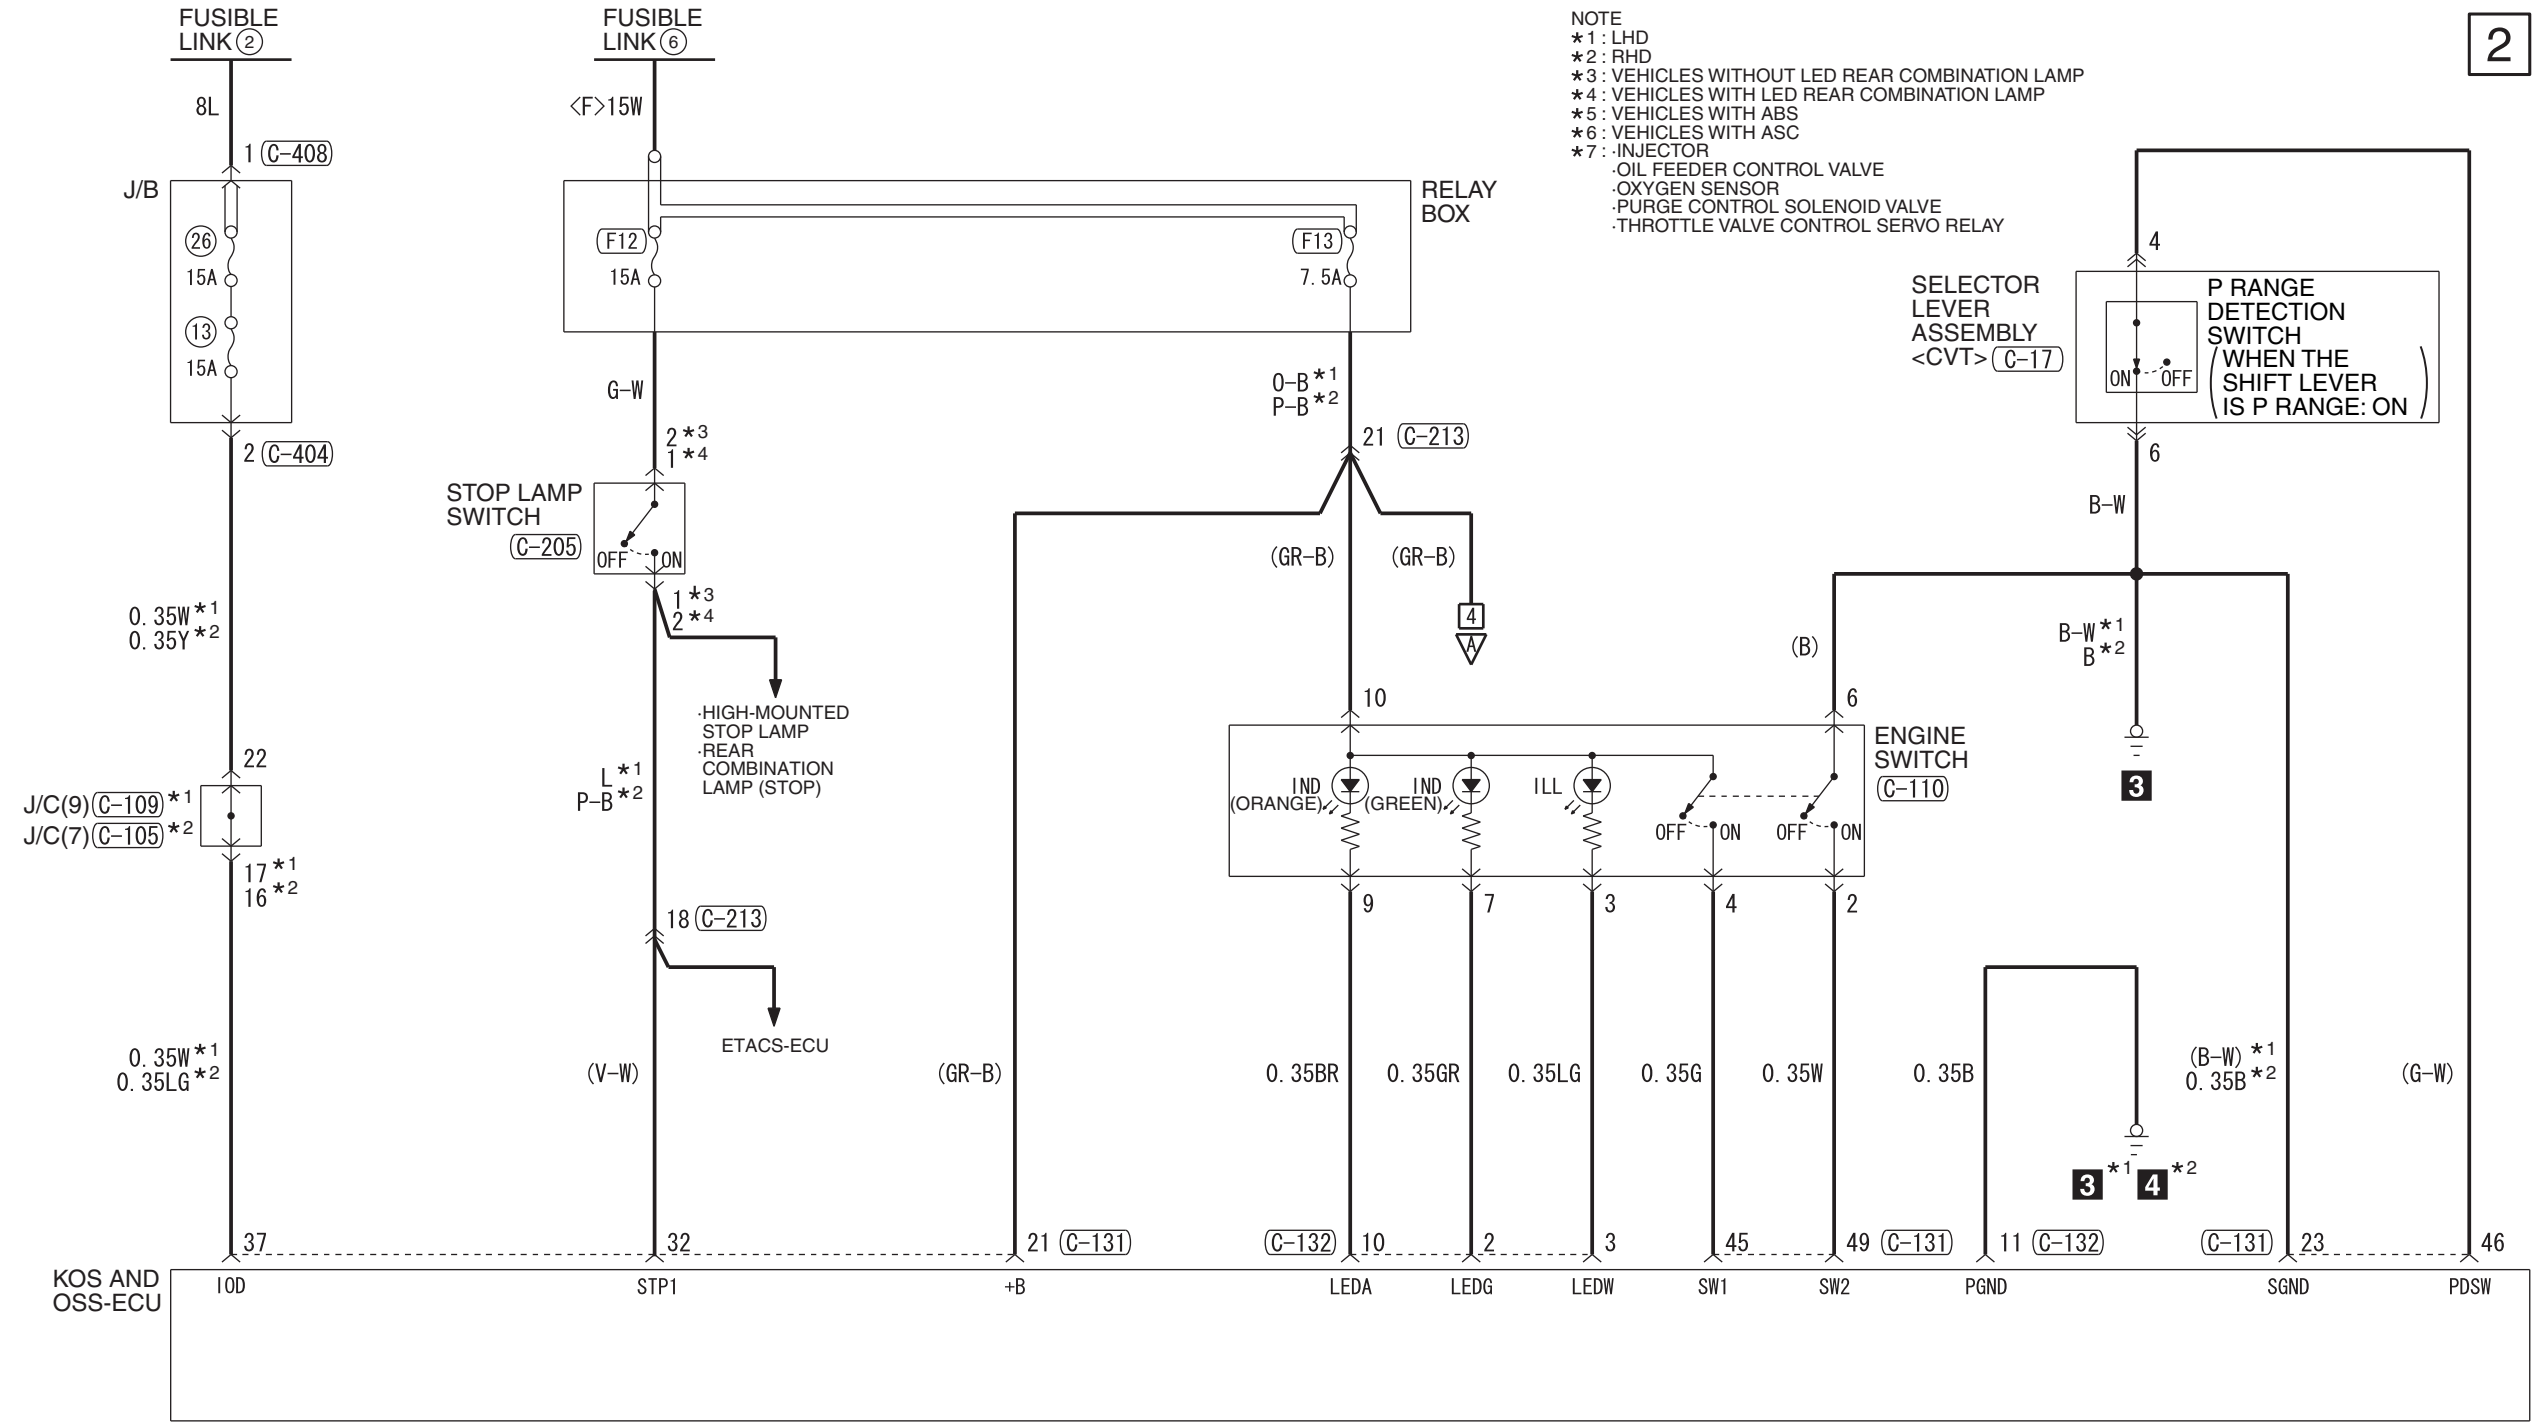 FUSIBLE
LINK 2
FUSIBLE
LINK 6
NOTE
*1 : LHD
*2 : RHD
*3 : VEHICLES WITHOUT LED REAR COMBINATION LAMP
*4 : VEHICLES WITH LED REAR COMBINATION LAMP
*5 : VEHICLES WITH ABS
*6 : VEHICLES WITH ASC
*7 : ·INJECTOR
·OIL FEEDER CONTROL VALVE
·OXYGEN SENSOR
·PURGE CONTROL SOLENOID VALVE
·THROTTLE VALVE CONTROL SERVO RELAY
2
8L
<F>15W
1 C-408
J/B
26
15A
13
15A
2 C-404
RELAY
BOX
F12
15A
F13
7.5A
SELECTOR
LEVER
ASSEMBLY
<CVT> C-17
4
P RANGE
DETECTION
SWITCH
(WHEN THE
SHIFT LEVER
IS P RANGE: ON)
ON OFF
6
B-W
G-W
O-B *1
P-B *2
2 *3
1 *4
21 C-213
STOP LAMP
SWITCH
C-205
OFF ON
1 *3
2 *4
(GR-B)
(GR-B)
4
A
0.35W *1
0.35Y *2
(B)
B-W *1
B *2
3
·HIGH-MOUNTED
STOP LAMP
·REAR
COMBINATION
LAMP (STOP)
L *1
P-B *2
10
6
ENGINE
SWITCH
C-110
IND
(ORANGE)
IND
(GREEN)
ILL
OFF ON
OFF ON
9
7
3
4
2
22
J/C(9) C-109 *1
J/C(7) C-105 *2
17 *1
16 *2
18 C-213
ETACS-ECU
0.35W *1
0.35LG *2
(V-W)
(GR-B)
0.35BR
0.35GR
0.35LG
0.35G
0.35W
0.35B
(B-W) *1
0.35B *2
(G-W)
3 *1 4 *2
37
32
21 C-131
C-132 10
2
3
45
49 C-131
11 C-132
C-131 23
46
KOS AND
OSS-ECU
IOD
STP1
+B
LEDA
LEDG
LEDW
SW1
SW2
PGND
SGND
PDSW